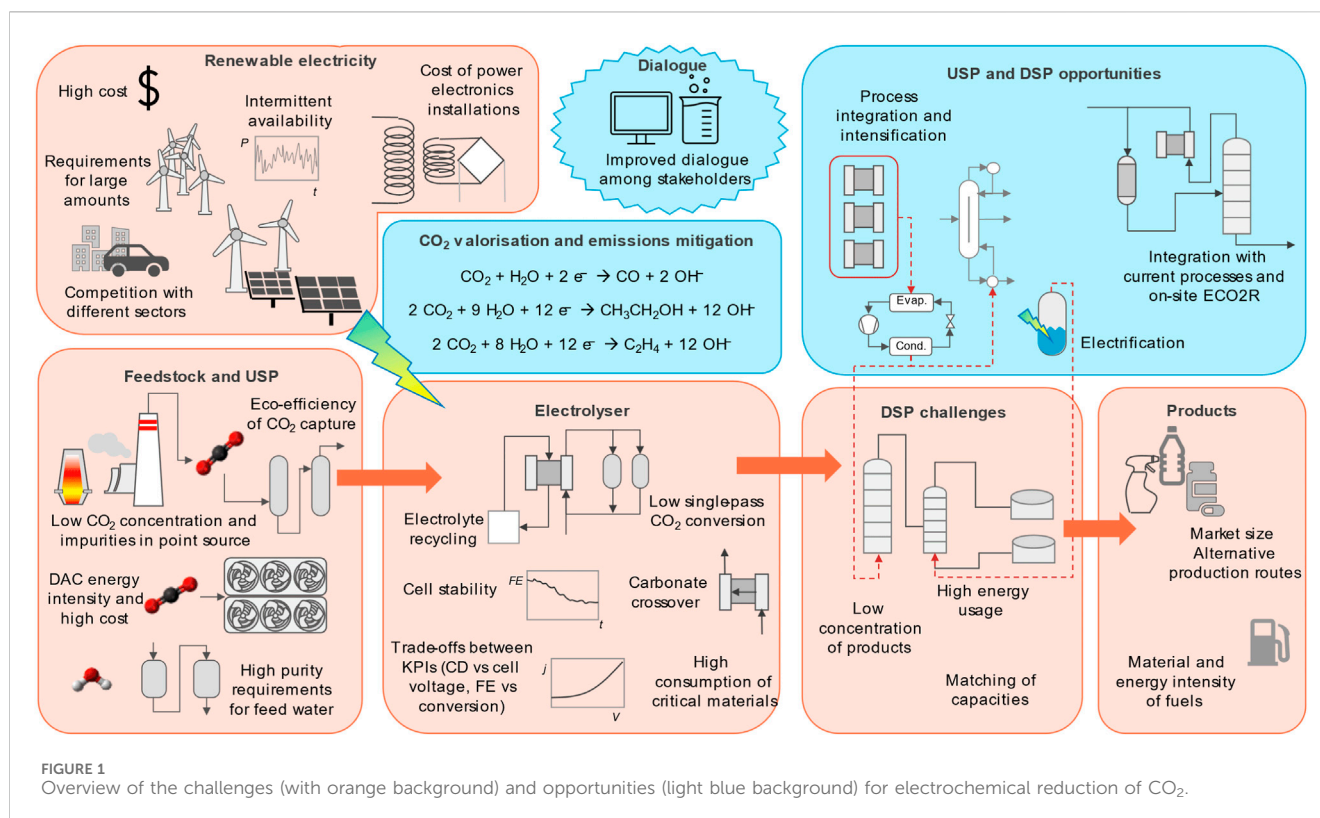 Renewable electricity
High cost
$
Intermittent
availability
P
t
Cost of power
electronics
installations
Requirements
for large
amounts
Competition with
different sectors
Dialogue
Improved dialogue
among stakeholders
USP and DSP opportunities
Process
integration and
intensification
Evap.
Cond.
Integration with
current processes and
on-site ECO2R
Electrification
CO₂ valorisation and emissions mitigation
CO₂ + H₂O + 2 e⁻ → CO + 2 OH⁻
2 CO₂ + 9 H₂O + 12 e⁻ → CH₃CH₂OH + 12 OH⁻
2 CO₂ + 8 H₂O + 12 e⁻ → C₂H₄ + 12 OH⁻
Feedstock and USP
Eco-efficiency
of CO₂ capture
Low CO₂ concentration and
impurities in point source
DAC energy
intensity and
high cost
High purity
requirements
for feed water
Electrolyser
Electrolyte
recycling
Low single-pass
CO₂ conversion
Cell stability
FE
t
Carbonate
crossover
Trade-offs between
KPIs (CD vs cell
voltage, FE vs
conversion)
j
V
High
consumption of
critical materials
DSP challenges
Low
concentration
of products
High energy
usage
Matching of
capacities
Products
Market size
Alternative
production routes
Material and
energy intensity
of fuels
FIGURE 1
Overview of the challenges (with orange background) and opportunities (light blue background) for electrochemical reduction of CO₂.